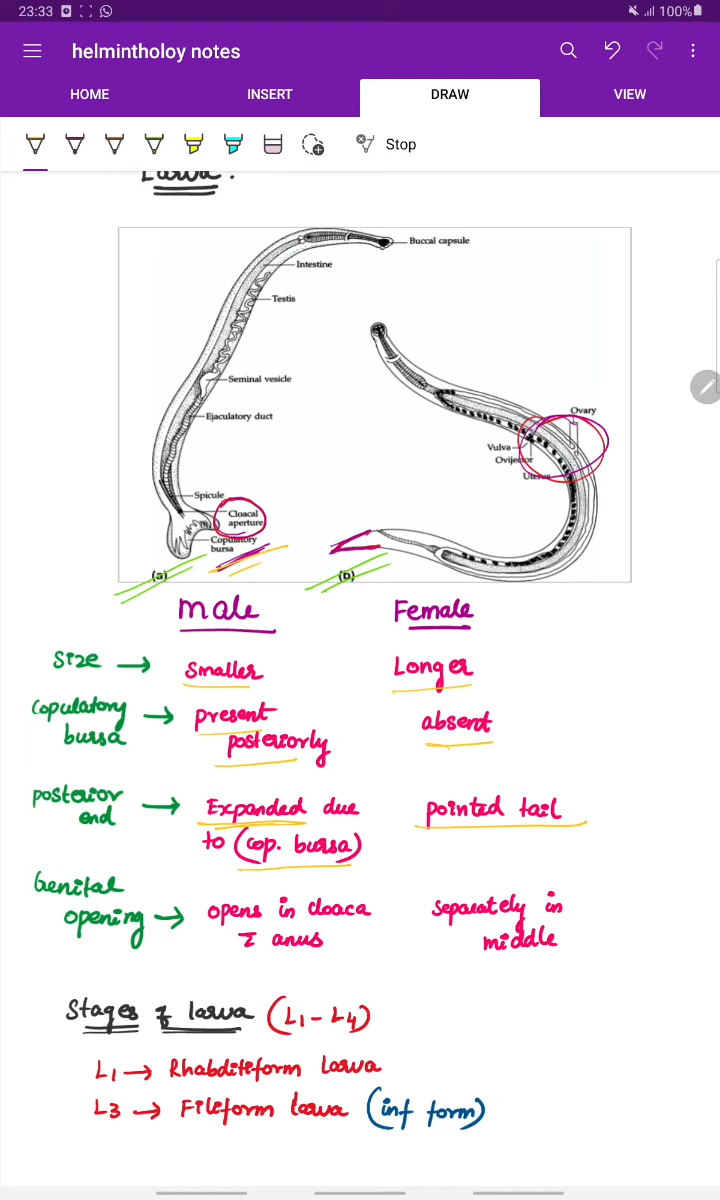 23:33
100%
helmintholoy notes
HOME
INSERT
DRAW
VIEW
Stop
Larva :
Buccal capsule
Intestine
Testis
Seminal vesicle
Ejaculatory duct
Spicule
Cloacal
aperture
Copulatory
bursa
(a)
Ovary
Vulva
Ovijector
Uterus
(b)
Male
Female
Size →
Smaller
Longer
Copulatory
bursa →
present
posteriorly
absent
posterior
end →
Expanded due
to (cop. bursa)
pointed tail
Genital
opening →
opens in cloaca
c̄ anus
separately in
middle
Stages of larva (L1 - L4)
L1 → Rhabditiform larva
L3 → Filiform larva (inf form)